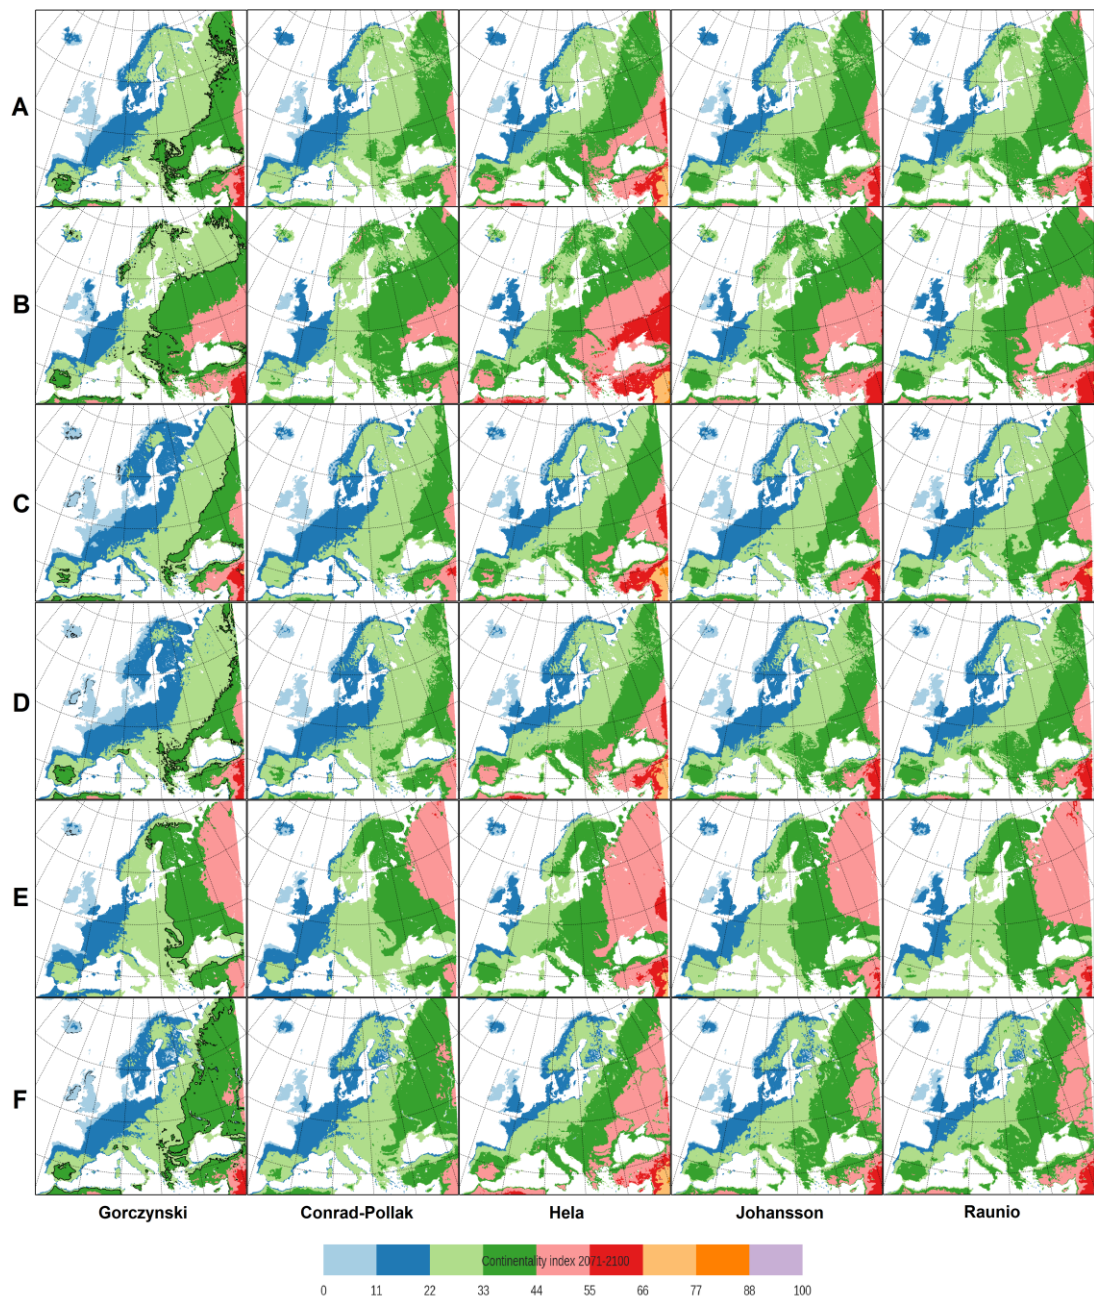 A
B
C
D
E
F
Gorczynski Conrad-Pollak Hela Johansson Raunio
Continentality index 2071-2100
0 11 22 33 44 55 66 77 88 100